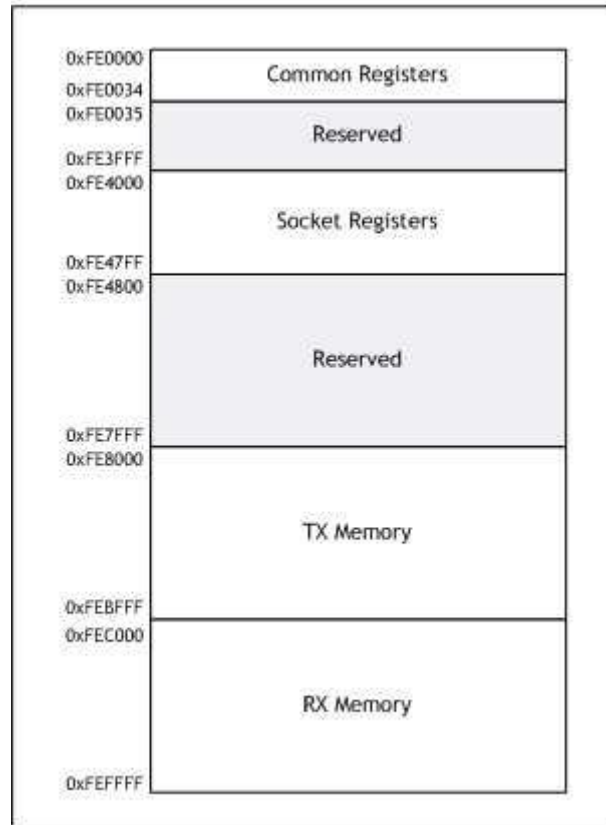 0xFE0000
Common Registers
0xFE0034
0xFE0035
Reserved
0xFE3FFF
0xFE4000
Socket Registers
0xFE47FF
0xFE4800
Reserved
0xFE7FFF
0xFE8000
TX Memory
0xFEBFFF
0xFEC000
RX Memory
0xFEFFFF